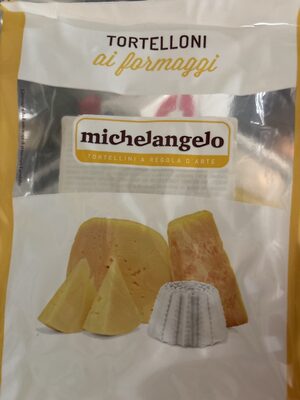 TORTELLONI
ai formaggi
michelangelo
TORTELLINI A REGOLA D'ARTE